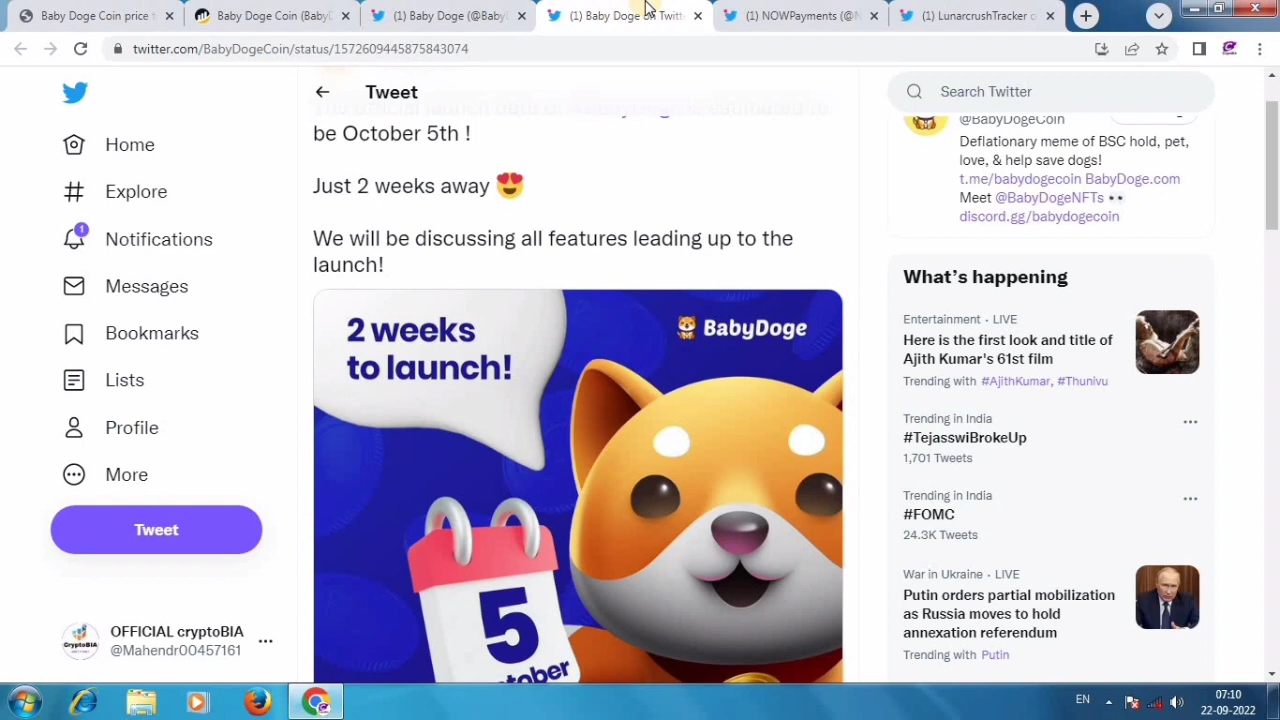 Baby Doge Coin price t
Baby Doge Coin (BabyD
(1) Baby Doge (@Baby
(1) Baby Doge on Twitt
(1) NOWPayments (@N
(1) LunarcrushTracker o
twitter.com/BabyDogeCoin/status/1572609445875843074
Tweet
be October 5th !
Just 2 weeks away 😍
We will be discussing all features leading up to the
launch!
2 weeks
to launch!
BabyDoge
5
October
Home
Explore
1
Notifications
Messages
Bookmarks
Lists
Profile
More
Tweet
CryptoBIA
OFFICIAL cryptoBIA
@Mahendr00457161
Search Twitter
@BabyDogeCoin
Deflationary meme of BSC hold, pet,
love, & help save dogs!
t.me/babydogecoin BabyDoge.com
Meet @BabyDogeNFTs 👀
discord.gg/babydogecoin
What's happening
Entertainment · LIVE
Here is the first look and title of
Ajith Kumar's 61st film
Trending with #AjithKumar, #Thunivu
Trending in India
#TejasswiBrokeUp
1,701 Tweets
Trending in India
#FOMC
24.3K Tweets
War in Ukraine · LIVE
Putin orders partial mobilization
as Russia moves to hold
annexation referendum
Trending with Putin
EN
07:10
22-09-2022